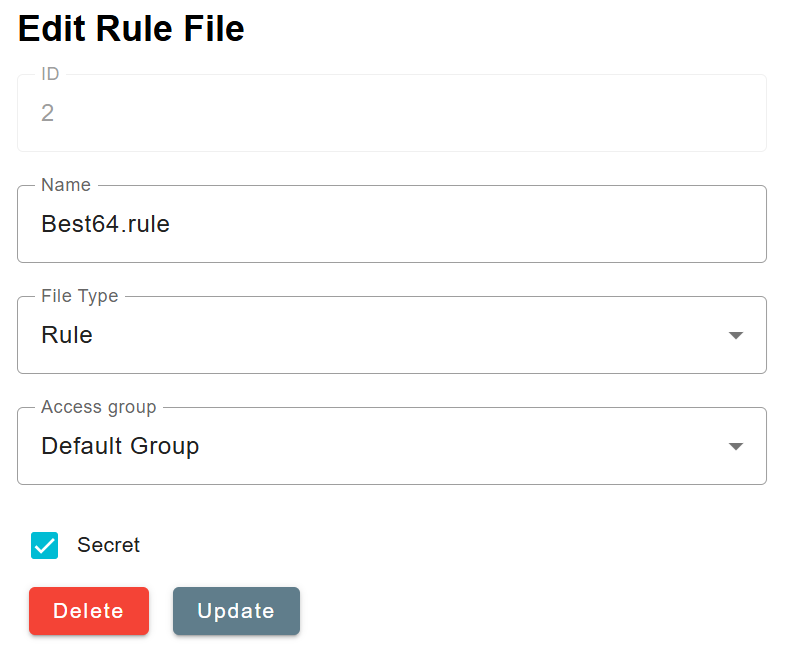 Edit Rule File
ID
2
Name
Best64.rule
File Type
Rule
Access group
Default Group
Secret
Delete Update